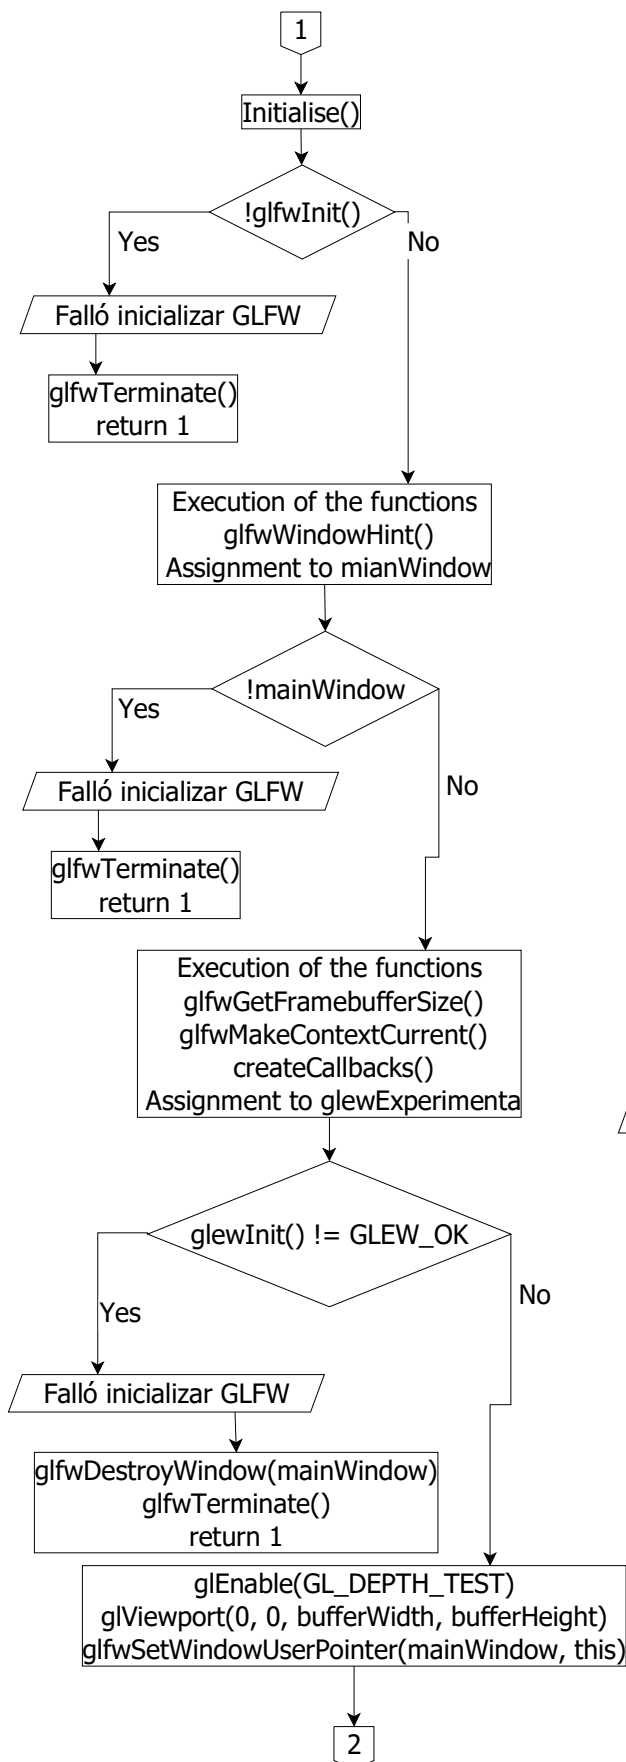 1
Initialise()
!glfwInit()
Yes
No
Falló inicializar GLFW
glfwTerminate()
return 1
Execution of the functions
glfwWindowHint()
Assignment to mianWindow
!mainWindow
Yes
No
Falló inicializar GLFW
glfwTerminate()
return 1
Execution of the functions
glfwGetFramebufferSize()
glfwMakeContextCurrent()
createCallbacks()
Assignment to glewExperimenta
glewInit() != GLEW_OK
Yes
No
Falló inicializar GLFW
glfwDestroyWindow(mainWindow)
glfwTerminate()
return 1
glEnable(GL_DEPTH_TEST)
glViewport(0, 0, bufferWidth, bufferHeight)
glfwSetWindowUserPointer(mainWindow, this)
2